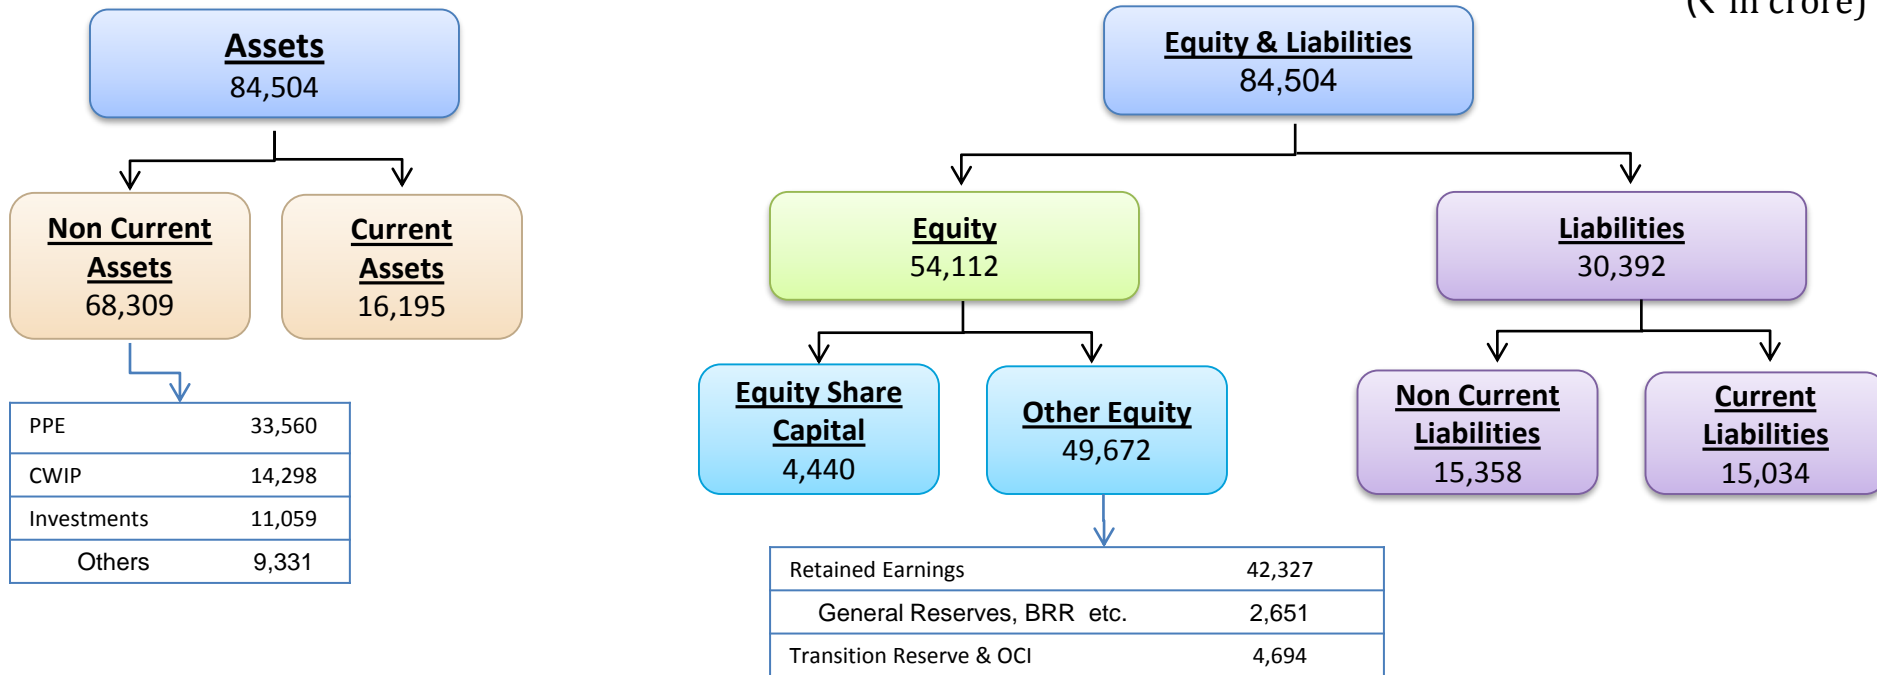 (₹ in crore)
Assets
84,504
Equity & Liabilities
84,504
Non Current
Assets
68,309
Current
Assets
16,195
Equity
54,112
Liabilities
30,392
PPE 33,560
CWIP 14,298
Investments 11,059
Others 9,331
Equity Share
Capital
4,440
Other Equity
49,672
Non Current
Liabilities
15,358
Current
Liabilities
15,034
Retained Earnings 42,327
General Reserves, BRR etc. 2,651
Transition Reserve & OCI 4,694